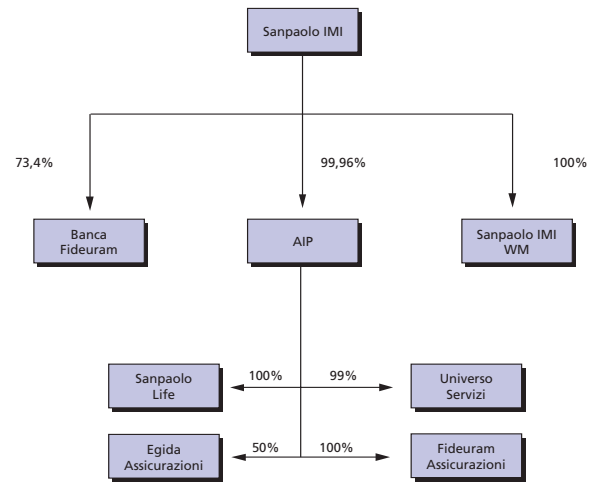 Sanpaolo IMI
73,4%
99,96%
100%
Banca
Fideuram
AIP
Sanpaolo IMI
WM
Sanpaolo
Life
100%
99%
Universo
Servizi
Egida
Assicurazioni
50%
100%
Fideuram
Assicurazioni